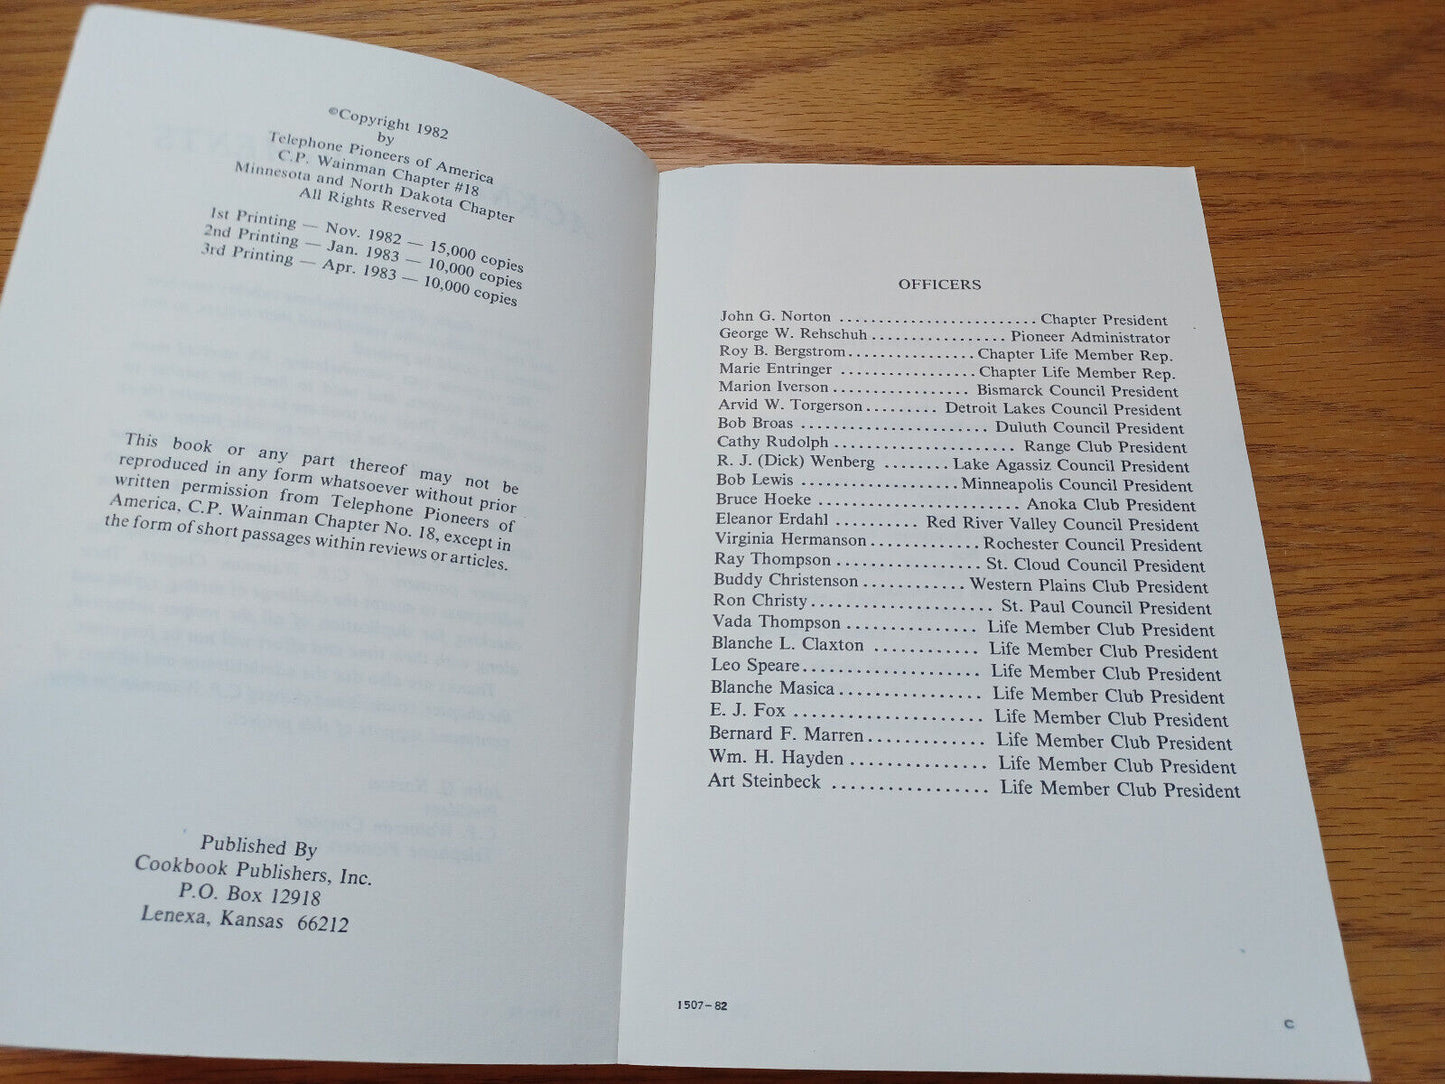 ©Copyright 1982
by
Telephone Pioneers of America
C.P. Wainman Chapter #18
Minnesota and North Dakota Chapter
All Rights Reserved
1st Printing — Nov. 1982 — 15,000 copies
2nd Printing — Jan. 1983 — 10,000 copies
3rd Printing — Apr. 1983 — 10,000 copies
This book or any part thereof may not be
reproduced in any form whatsoever without prior
written permission from Telephone Pioneers of
America, C.P. Wainman Chapter No. 18, except in
the form of short passages within reviews or articles.
Published By
Cookbook Publishers, Inc.
P.O. Box 12918
Lenexa, Kansas 66212
OFFICERS
John G. Norton ........................ Chapter President
George W. Rehschuh ................ Pioneer Administrator
Roy B. Bergstrom ............... Chapter Life Member Rep.
Marie Entringer ................. Chapter Life Member Rep.
Marion Iverson ................. Bismarck Council President
Arvid W. Torgerson ......... Detroit Lakes Council President
Bob Broas ....................... Duluth Council President
Cathy Rudolph ...................... Range Club President
R. J. (Dick) Wenberg ........ Lake Agassiz Council President
Bob Lewis ................... Minneapolis Council President
Bruce Hoeke ......................... Anoka Club President
Eleanor Erdahl .......... Red River Valley Council President
Virginia Hermanson ............. Rochester Council President
Ray Thompson ................. St. Cloud Council President
Buddy Christenson ............ Western Plains Club President
Ron Christy ...................... St. Paul Council President
Vada Thompson ............... Life Member Club President
Blanche L. Claxton ............ Life Member Club President
Leo Speare .................... Life Member Club President
Blanche Masica ................ Life Member Club President
E. J. Fox ...................... Life Member Club President
Bernard F. Marren ............. Life Member Club President
Wm. H. Hayden ............... Life Member Club President
Art Steinbeck ................. Life Member Club President
1507-82
C